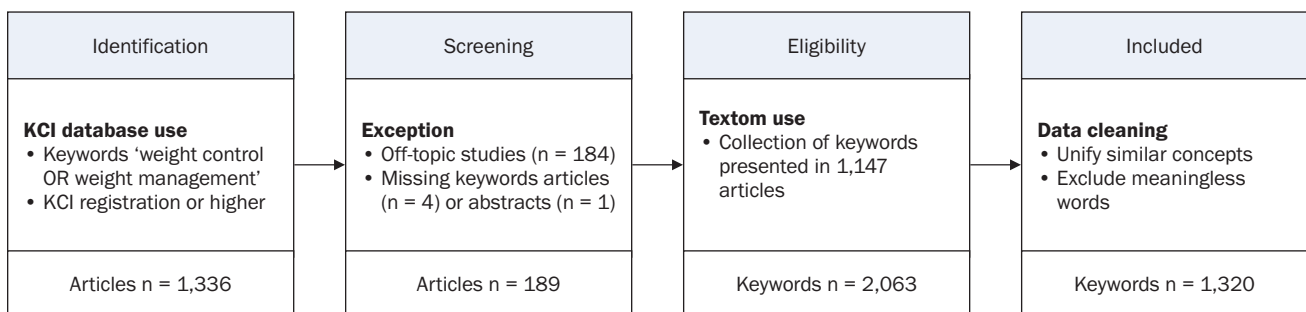 Identification
KCI database use
• Keywords ‘weight control
OR weight management’
• KCI registration or higher
Articles n = 1,336
Screening
Exception
• Off-topic studies (n = 184)
• Missing keywords articles
(n = 4) or abstracts (n = 1)
Articles n = 189
Eligibility
Textom use
• Collection of keywords
presented in 1,147
articles
Keywords n = 2,063
Included
Data cleaning
• Unify similar concepts
• Exclude meaningless
words
Keywords n = 1,320